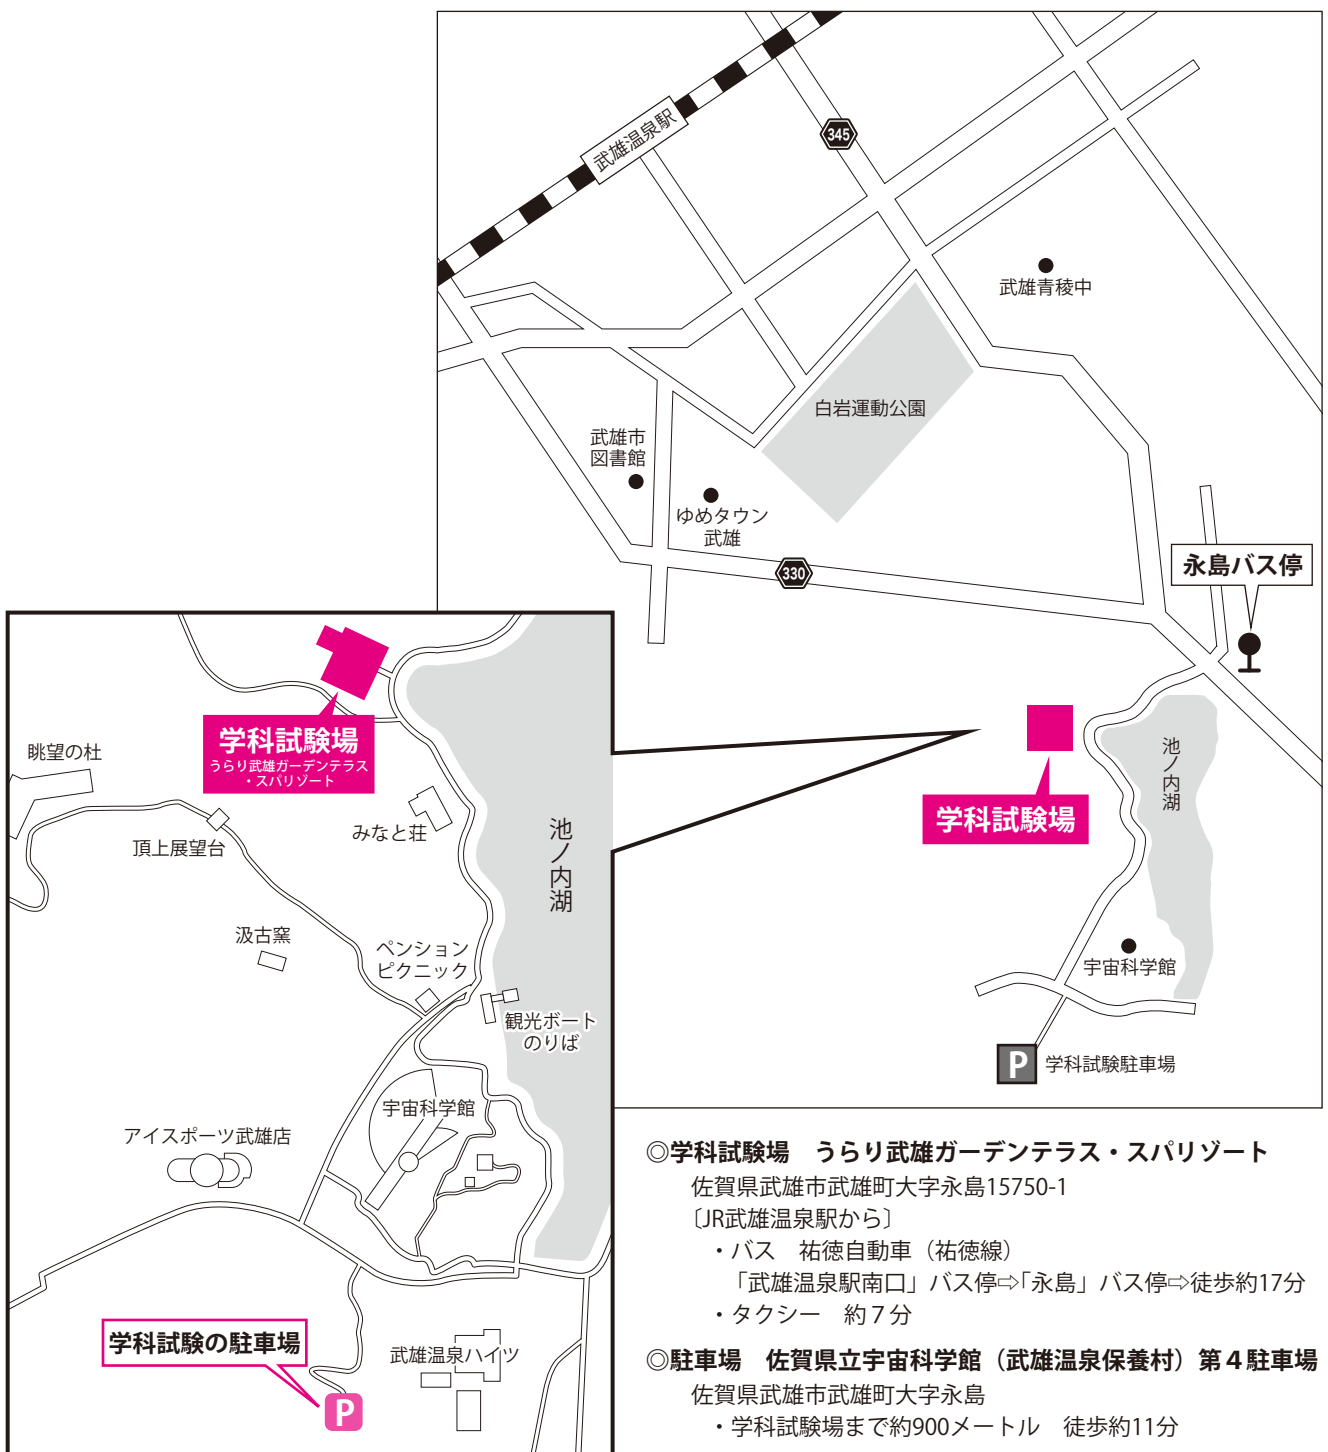 武雄温泉駅
345
武雄青稜中
白岩運動公園
武雄市
図書館
ゆめタウン
武雄
330
永島バス停
学科試験場
池ノ内湖
宇宙科学館
P
学科試験駐車場
学科試験場
うらり武雄ガーデンテラス
・スパリゾート
眺望の杜
みなと荘
頂上展望台
池ノ内湖
汲古窯
ペンション
ピクニック
観光ボート
のりば
宇宙科学館
アイスポーツ武雄店
学科試験の駐車場
武雄温泉ハイツ
P
◎学科試験場　うらり武雄ガーデンテラス・スパリゾート
佐賀県武雄市武雄町大字永島15750-1
〔JR武雄温泉駅から〕
・バス　祐徳自動車（祐徳線）
「武雄温泉駅南口」バス停⇨「永島」バス停⇨徒歩約17分
・タクシー　約７分
◎駐車場　佐賀県立宇宙科学館（武雄温泉保養村）第４駐車場
佐賀県武雄市武雄町大字永島
・学科試験場まで約900メートル　徒歩約11分